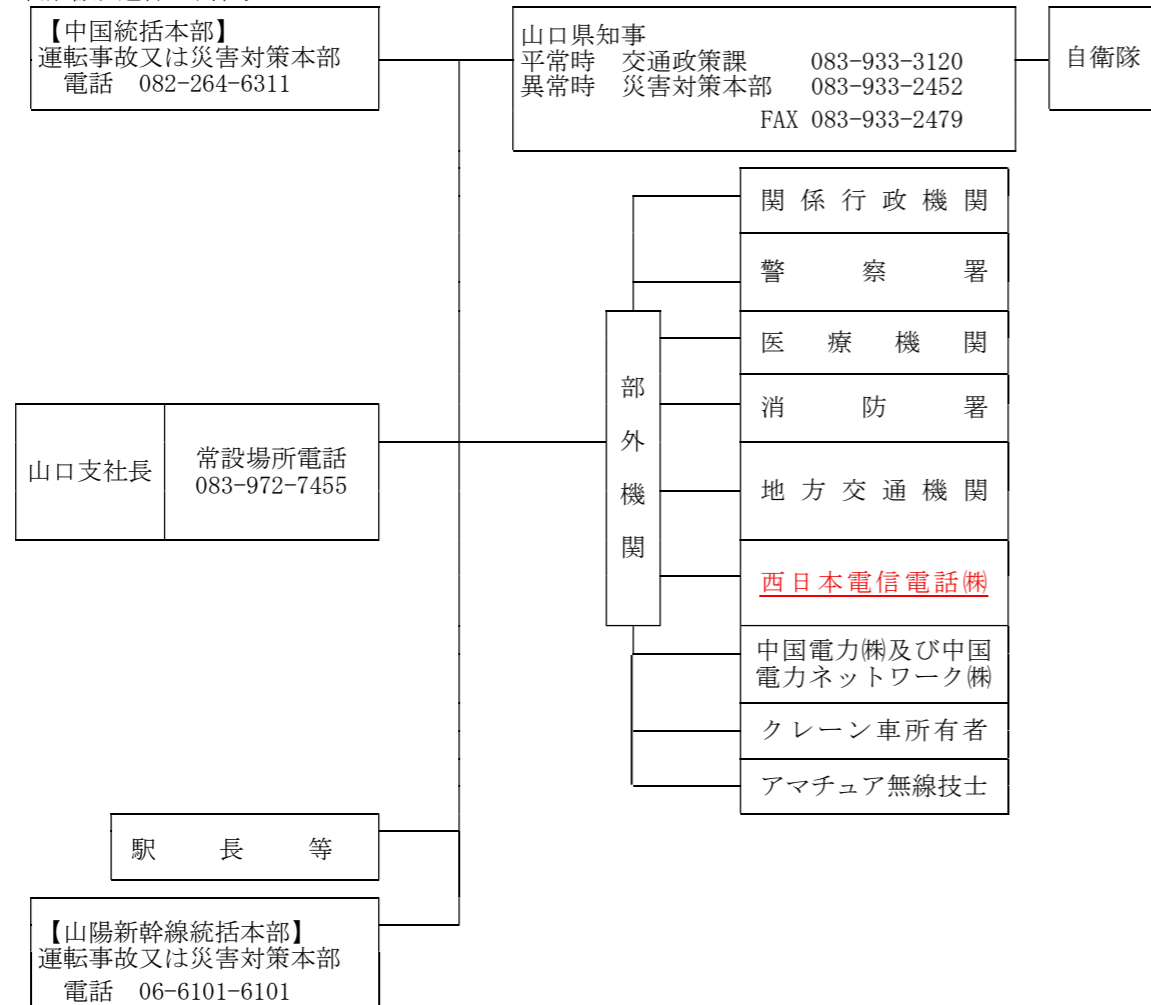 【中国統括本部】
運転事故又は災害対策本部
電話 082-264-6311
山口県知事
平常時 交通政策課 083-933-3120
異常時 災害対策本部 083-933-2452
FAX 083-933-2479
自衛隊
関係行政機関
警察署
医療機関
消防署
地方交通機関
西日本電信電話㈱
中国電力㈱及び中国
電力ネットワーク㈱
クレーン車所有者
アマチュア無線技士
部外機関
山口支社長
常設場所電話
083-972-7455
駅長等
【山陽新幹線統括本部】
運転事故又は災害対策本部
電話 06-6101-6101